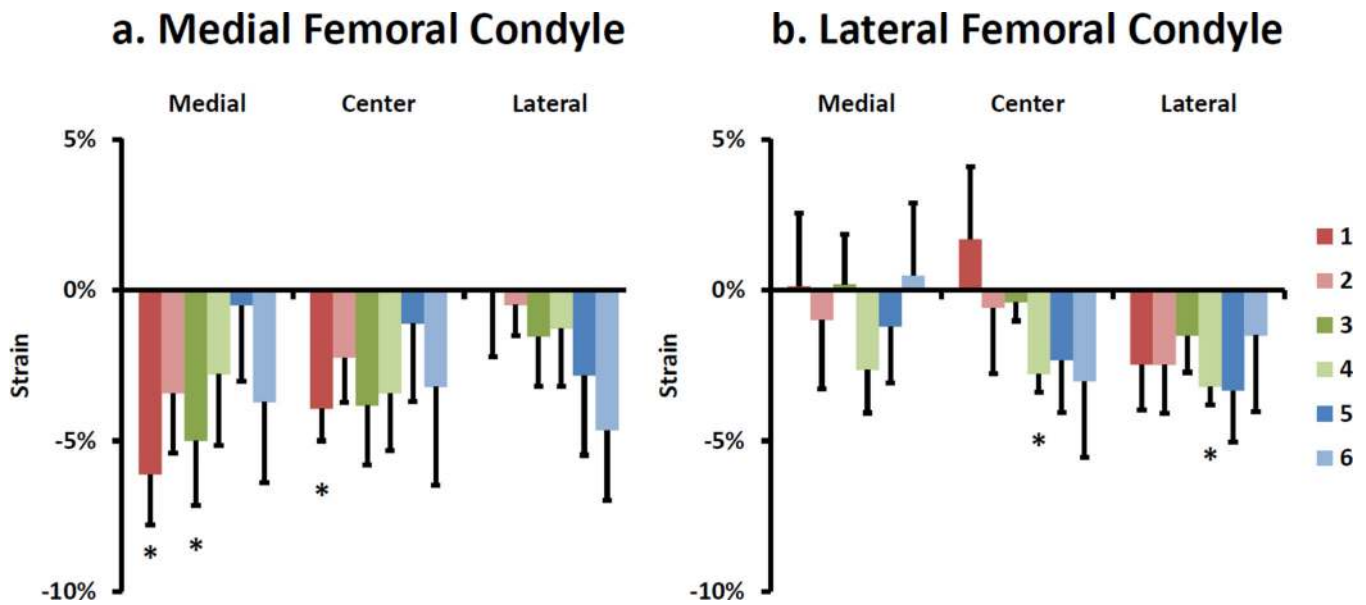 a. Medial Femoral Condyle
Medial Center Lateral
5%
0%
-5%
-10%
Strain
* * *
b. Lateral Femoral Condyle
Medial Center Lateral
5%
0%
-5%
-10%
Strain
* *
1
2
3
4
5
6